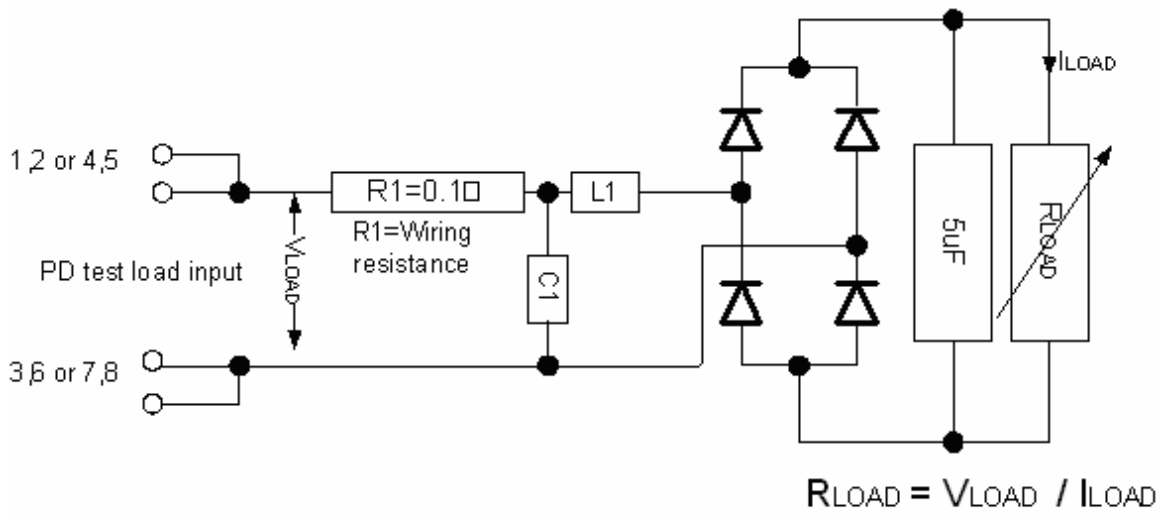 1,2 or 4,5
R1=0.1□
R1=Wiring
resistance
L1
C1
VLOAD
PD test load input
3,6 or 7,8
ILOAD
5uF
RLOAD
RLOAD = VLOAD / ILOAD